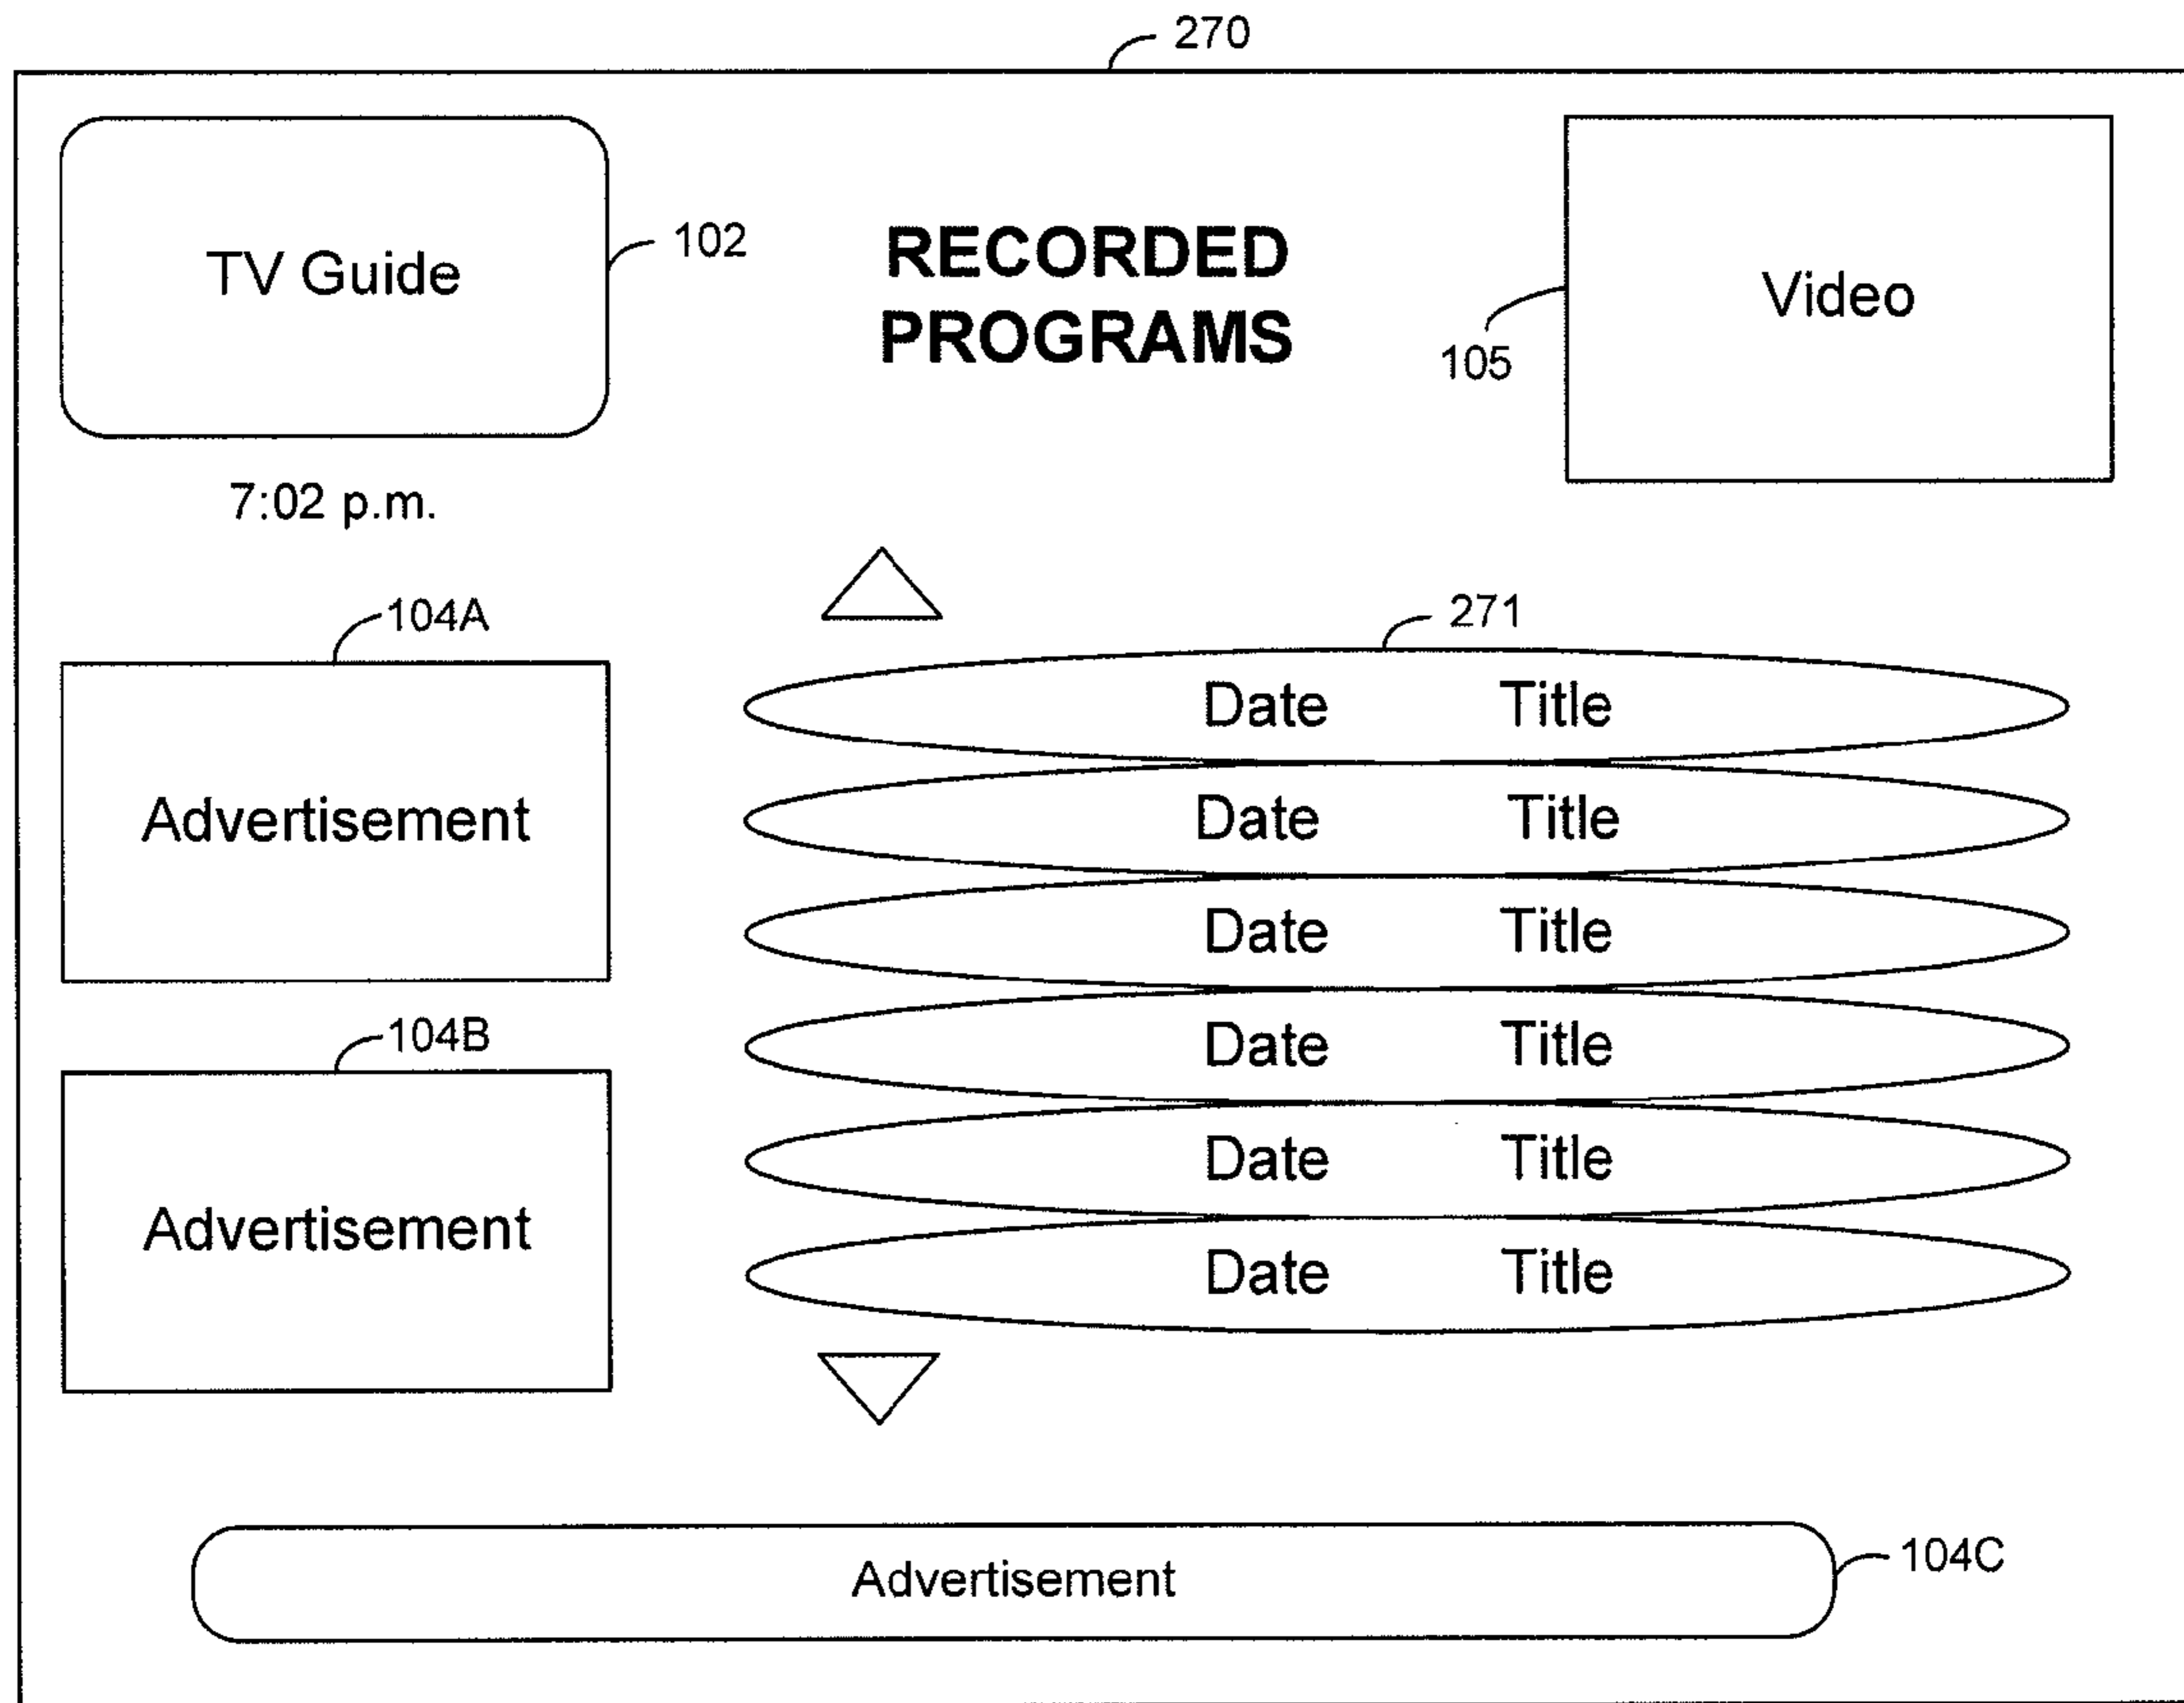 270
TV Guide
102
RECORDED
PROGRAMS
Video
105
7:02 p.m.
104A
271
Advertisement
Date Title
Date Title
Date Title
104B
Advertisement
Date Title
Date Title
Date Title
Advertisement
104C